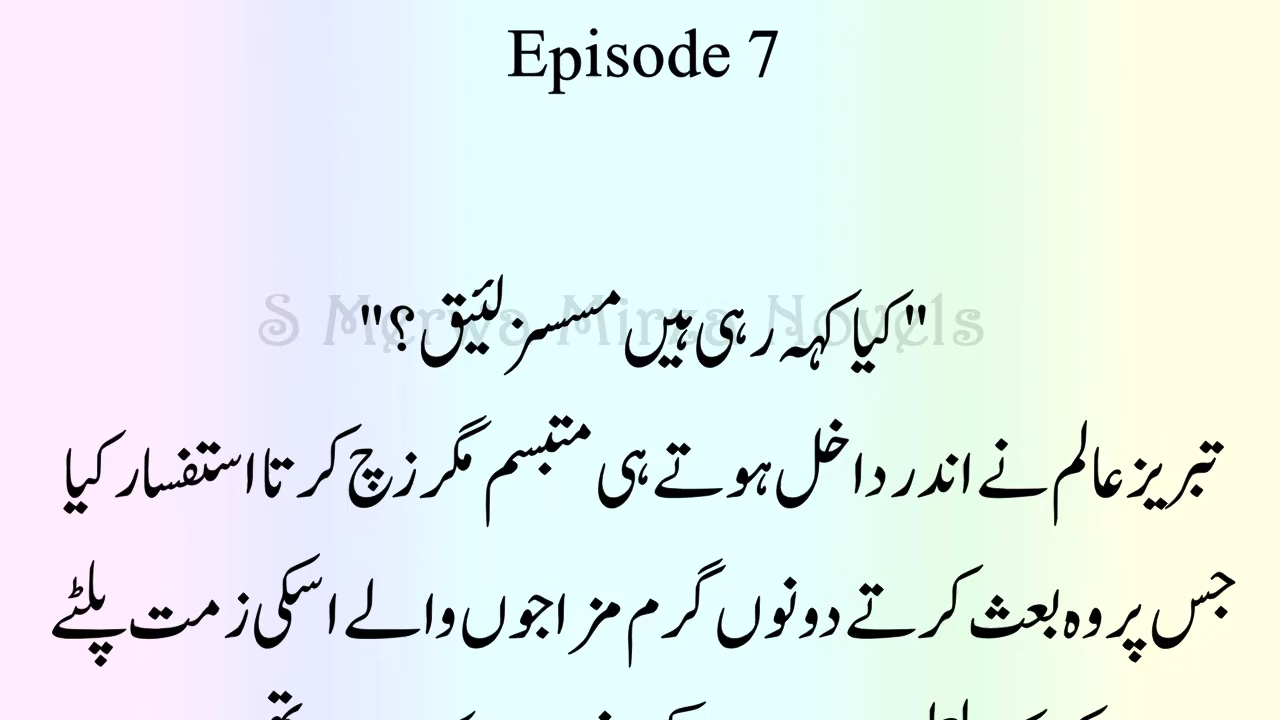 Episode 7
S Merwa Mirza Novels
"کیا کہہ رہی ہیں مسسز لئیق؟"
تبریز عالم نے اندر داخل ہوتے ہی متبسم مگر زچ کرتا استفسار کیا
جس پر وہ بعث کرتے دونوں گرم مزاجوں والے اسکی زمت پلٹے